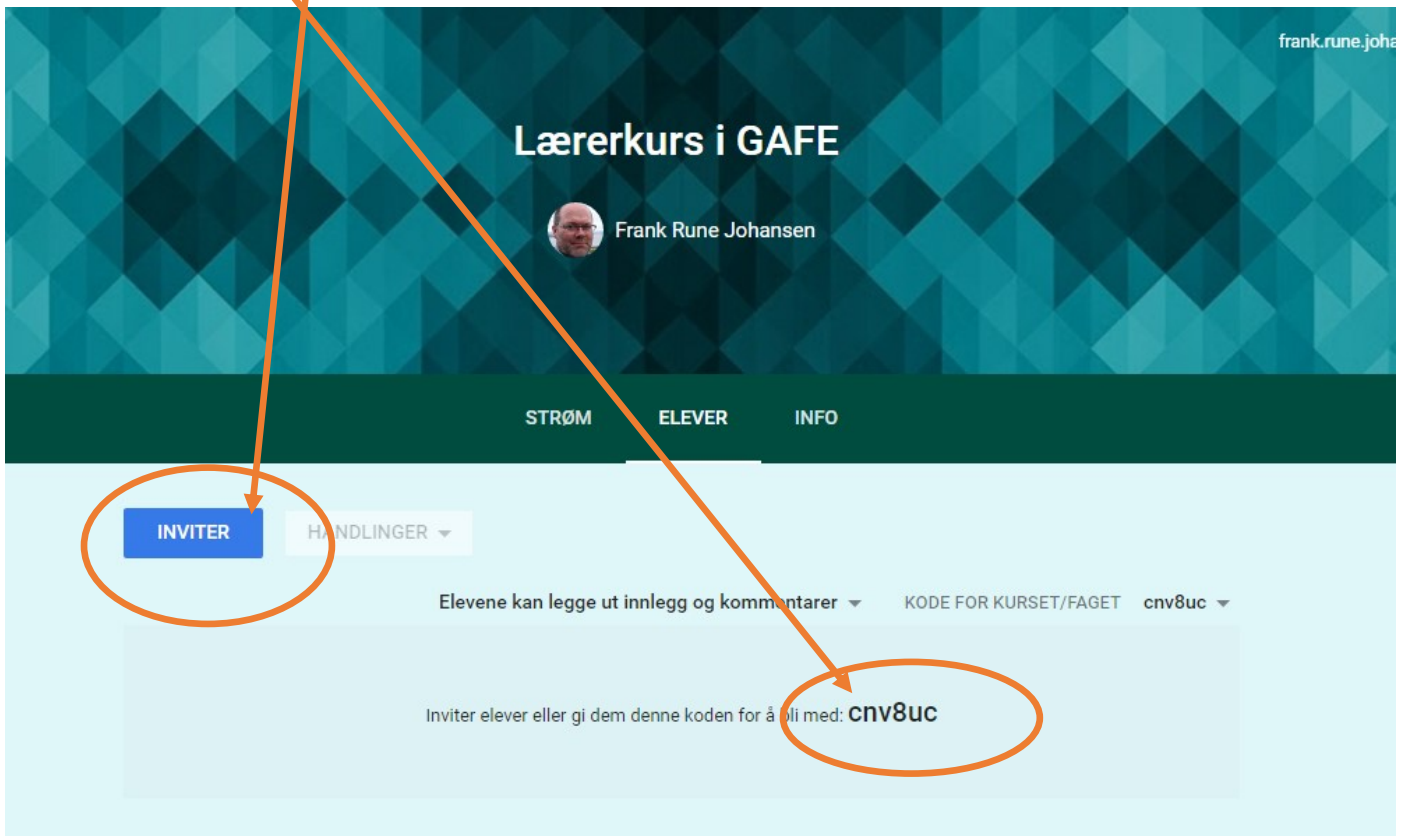 frank.rune.joha
Lærerkurs i GAFE
Frank Rune Johansen
STRØM ELEVER INFO
INVITER HANDLINGER
Elevene kan legge ut innlegg og kommentarer KODE FOR KURSET/FAGET cnv8uc
Inviter elever eller gi dem denne koden for å bli med: cnv8uc